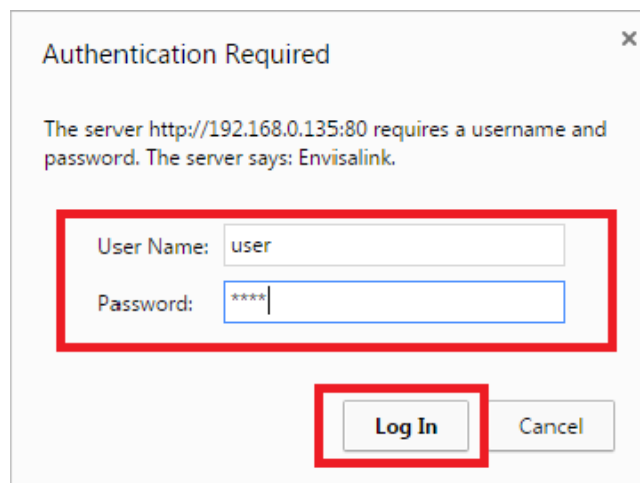 Authentication Required
×
The server http://192.168.0.135:80 requires a username and
password. The server says: Envisalink.
User Name: user
Password: ****
Log In Cancel